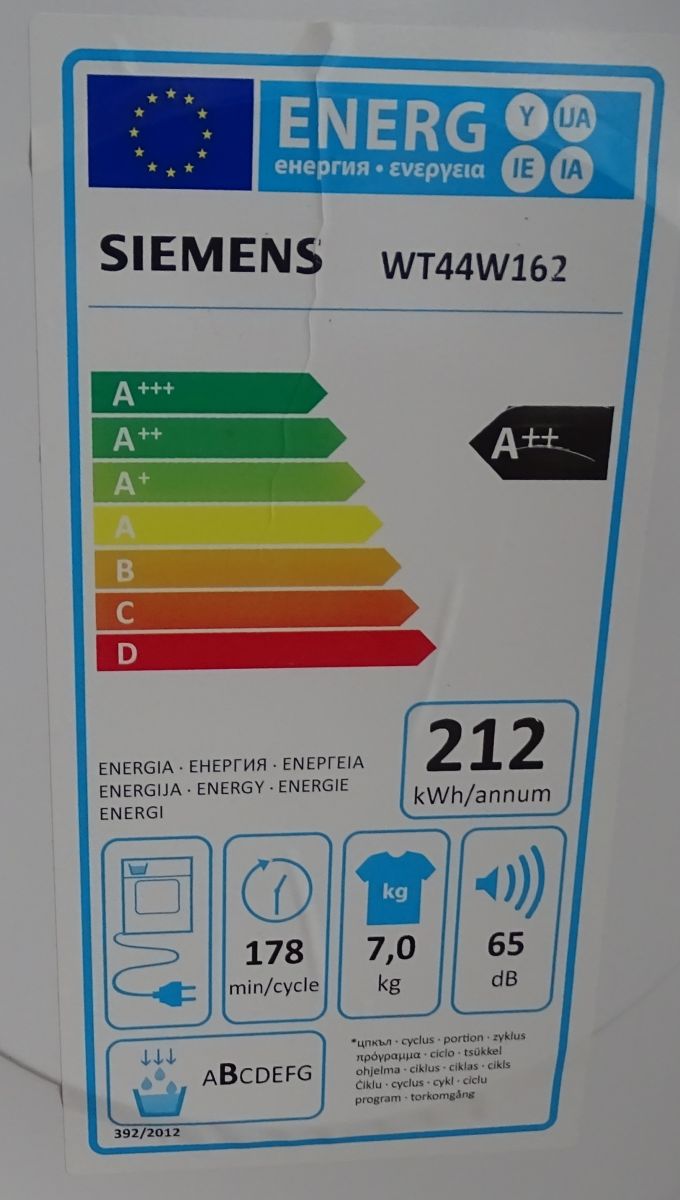 ENERG Y IJA
енергия · ενεργεια IE IA
SIEMENS WT44W162
A+++
A++
A++
A+
A
B
C
D
212
kWh/annum
ENERGIA · ЕНЕРГИЯ · ΕΝΕΡΓΕΙΑ
ENERGIJA · ENERGY · ENERGIE
ENERGI
178
min/cycle
kg
7,0
kg
65
dB
ABCDEFG
*цпкъл · cyclus · portion · zyklus
πρόγραμμα · ciclo · tsükkel
ohjelma · ciklus · ciklas · cikls
Ċiklu · cyclus · cykl · ciclu
program · torkomgång
392/2012